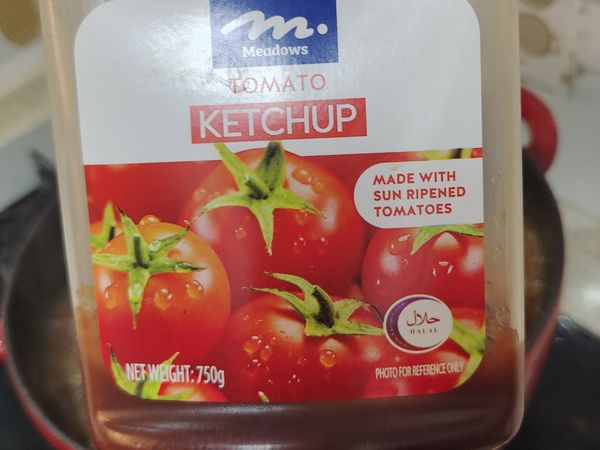 m.
Meadows
TOMATO
KETCHUP
MADE WITH
SUN RIPENED
TOMATOES
حلال
HALAL
NET WEIGHT: 750g
PHOTO FOR REFERENCE ONLY